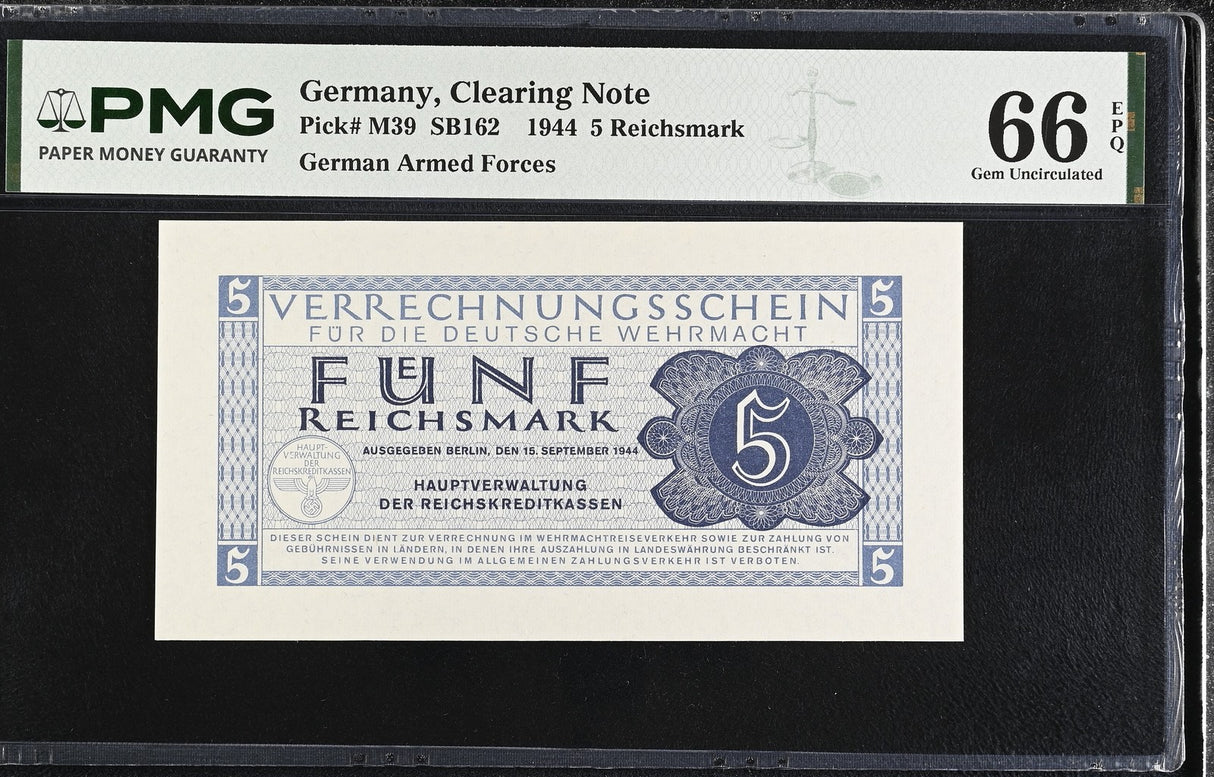 PMG
PAPER MONEY GUARANTY
Germany, Clearing Note
Pick# M39 SB162 1944 5 Reichsmark
German Armed Forces
66
EPQ
Gem Uncirculated
5 VERRECHNUNGSSCHEIN 5
FÜR DIE DEUTSCHE WEHRMACHT
FUENF
REICHSMARK
5
AUSGEGEBEN BERLIN, DEN 15. SEPTEMBER 1944
HAUPT-
VERWALTUNG
DER
REICHSKREDITKASSEN
HAUPTVERWALTUNG
DER REICHSKREDITKASSEN
DIESER SCHEIN DIENT ZUR VERRECHNUNG IM WEHRMACHTREISEVERKEHR SOWIE ZUR ZAHLUNG VON
GEBÜHRNISSEN IN LÄNDERN, IN DENEN IHRE AUSZAHLUNG IN LANDESWÄHRUNG BESCHRÄNKT IST.
SEINE VERWENDUNG IM ALLGEMEINEN ZAHLUNGSVERKEHR IST VERBOTEN.
5 5